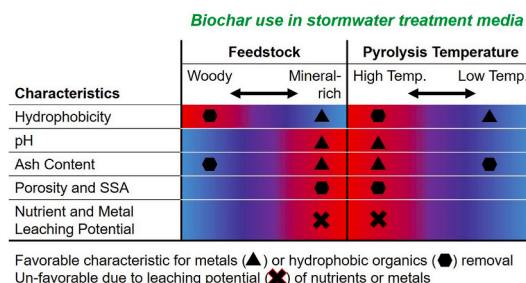 Biochar use in stormwater treatment media
Feedstock Pyrolysis Temperature
Woody Mineral-rich High Temp. Low Temp.
Characteristics
Hydrophobicity
pH
Ash Content
Porosity and SSA
Nutrient and Metal
Leaching Potential
Favorable characteristic for metals (▲) or hydrophobic organics (⬢) removal
Un-favorable due to leaching potential (✖) of nutrients or metals